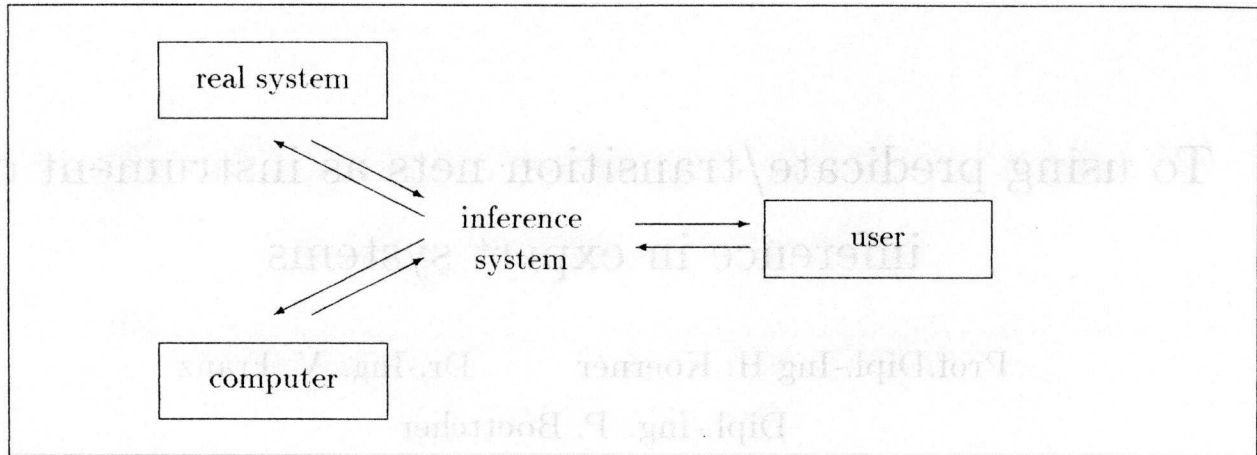 real system
inference
system
user
computer
To using predicate/transition nets as instrument
inference in expert systems
Prof.Dipl.-Ing H. Koerner Dr.-Ing. V. Franz
Dipl.-Ing. P. Boettcher